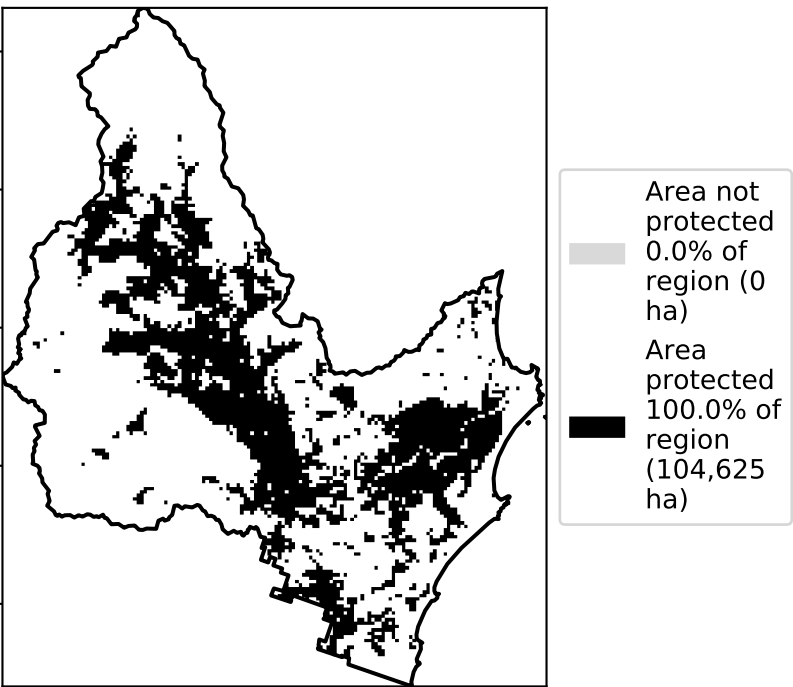 Area not
protected
0.0% of
region (0
ha)
Area
protected
100.0% of
region
(104,625
ha)